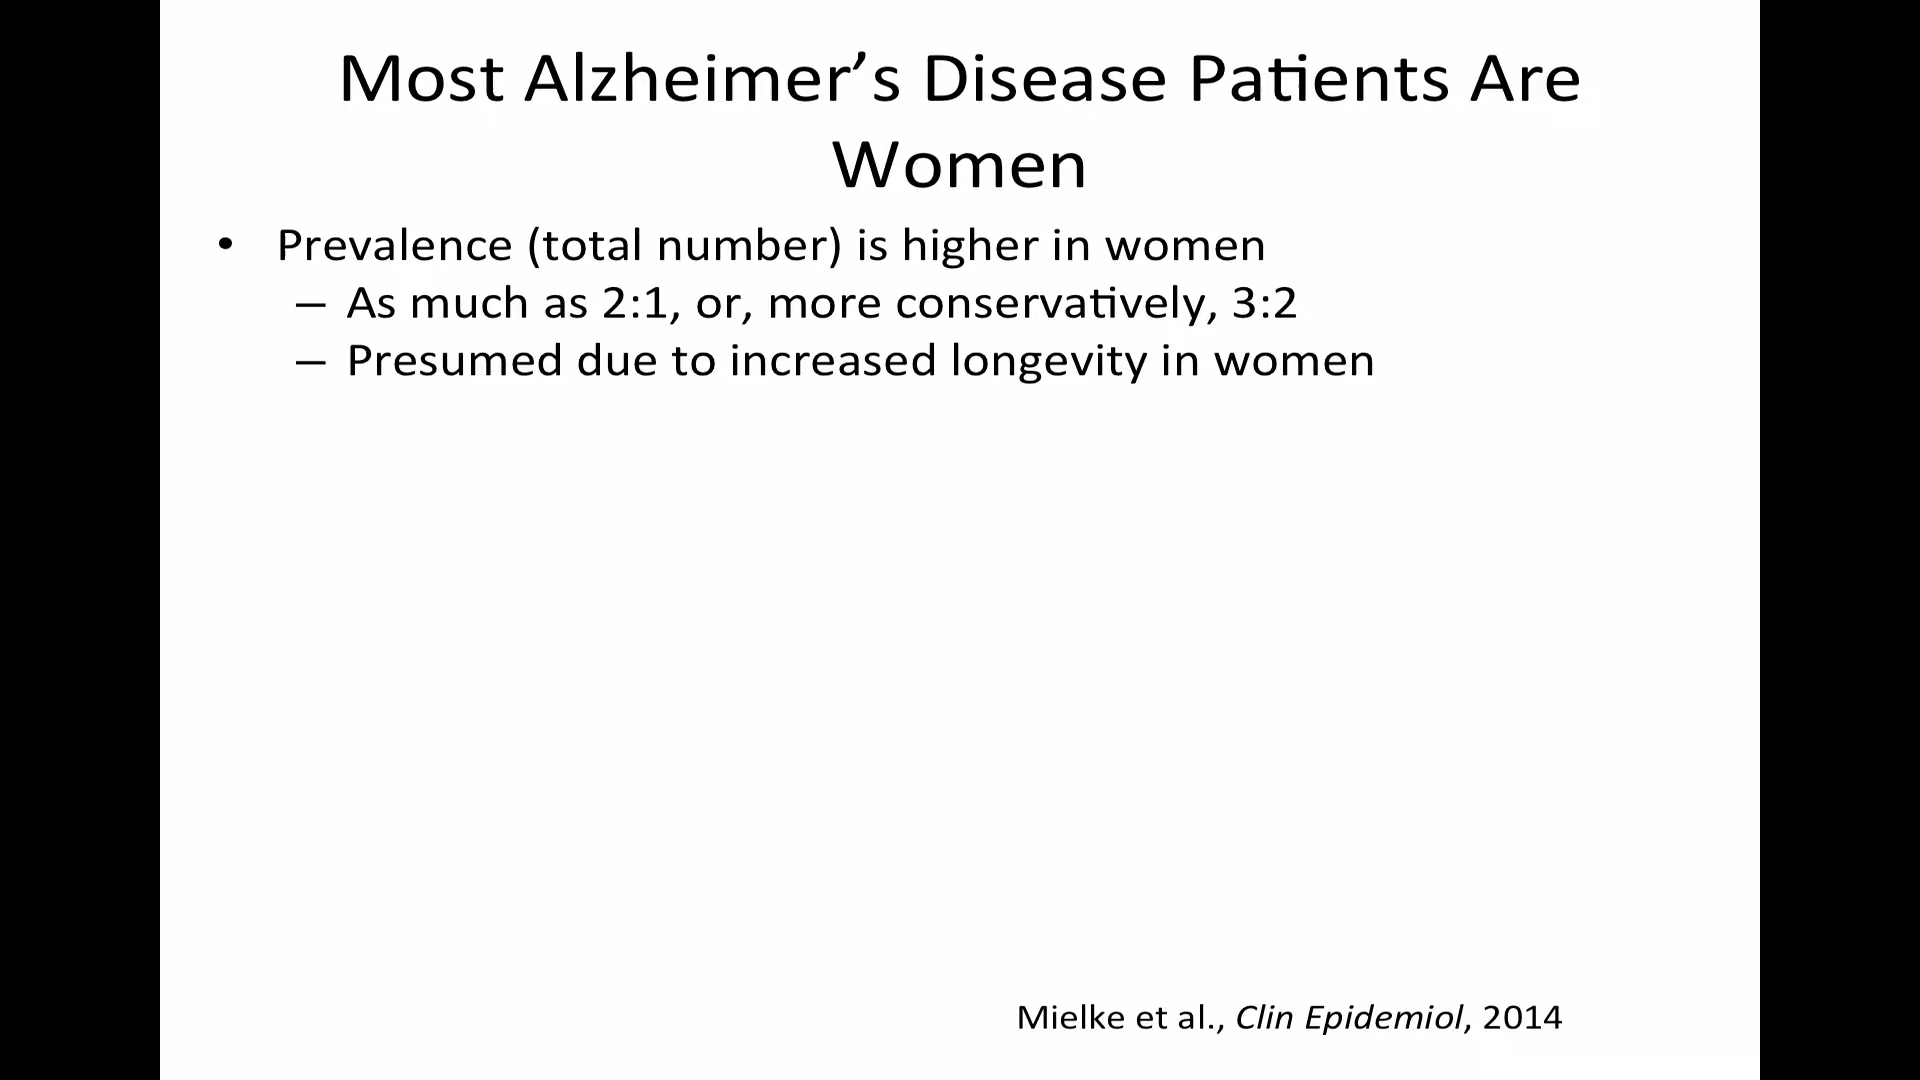 Most Alzheimer’s Disease Patients Are
Women
• Prevalence (total number) is higher in women
– As much as 2:1, or, more conservatively, 3:2
– Presumed due to increased longevity in women
Mielke et al., Clin Epidemiol, 2014